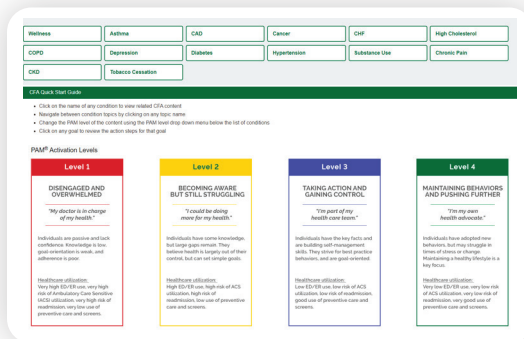 Wellness
Asthma
CAD
Cancer
CHF
High Cholesterol
COPD
Depression
Diabetes
Hypertension
Substance Use
Chronic Pain
CKD
Tobacco Cessation
CFA Quick Start Guide
• Click on the name of any condition to view related CFA content
• Navigate between condition topics by clicking on any topic name
• Change the PAM level of the content using the PAM level drop down menu below the list of conditions
• Click on any goal to review the action steps for that goal
PAM® Activation Levels
Level 1
DISENGAGED AND
OVERWHELMED
"My doctor is in charge
of my health."
Individuals are passive and lack
confidence. Knowledge is low,
goal-orientation is weak, and
adherence is poor.
Healthcare utilization:
Very high ED/ER use, very high
risk of Ambulatory Care Sensitive
(ACS) utilization, very high risk of
readmission, very low use of
preventive care and screens.
Level 2
BECOMING AWARE
BUT STILL STRUGGLING
"I could be doing
more for my health."
Individuals have some knowledge,
but large gaps remain. They
believe health is largely out of their
control, but can set simple goals.
Healthcare utilization:
High ED/ER use, high risk of ACS
utilization, high risk of
readmission, low use of preventive
care and screens.
Level 3
TAKING ACTION AND
GAINING CONTROL
"I'm part of my
health care team."
Individuals have the key facts and
are building self-management
skills. They strive for best practice
behaviors, and are goal-oriented.
Healthcare utilization:
Low ED/ER use, low risk of ACS
utilization, low risk of readmission,
good use of preventive care and
screens.
Level 4
MAINTAINING BEHAVIORS
AND PUSHING FURTHER
"I'm my own
health advocate."
Individuals have adopted new
behaviors, but may struggle in
times of stress or change.
Maintaining a healthy lifestyle is a
key focus.
Healthcare utilization:
Very low ED/ER use, very low risk
of ACS utilization, very low risk of
readmission, very good use of
preventive care and screens.